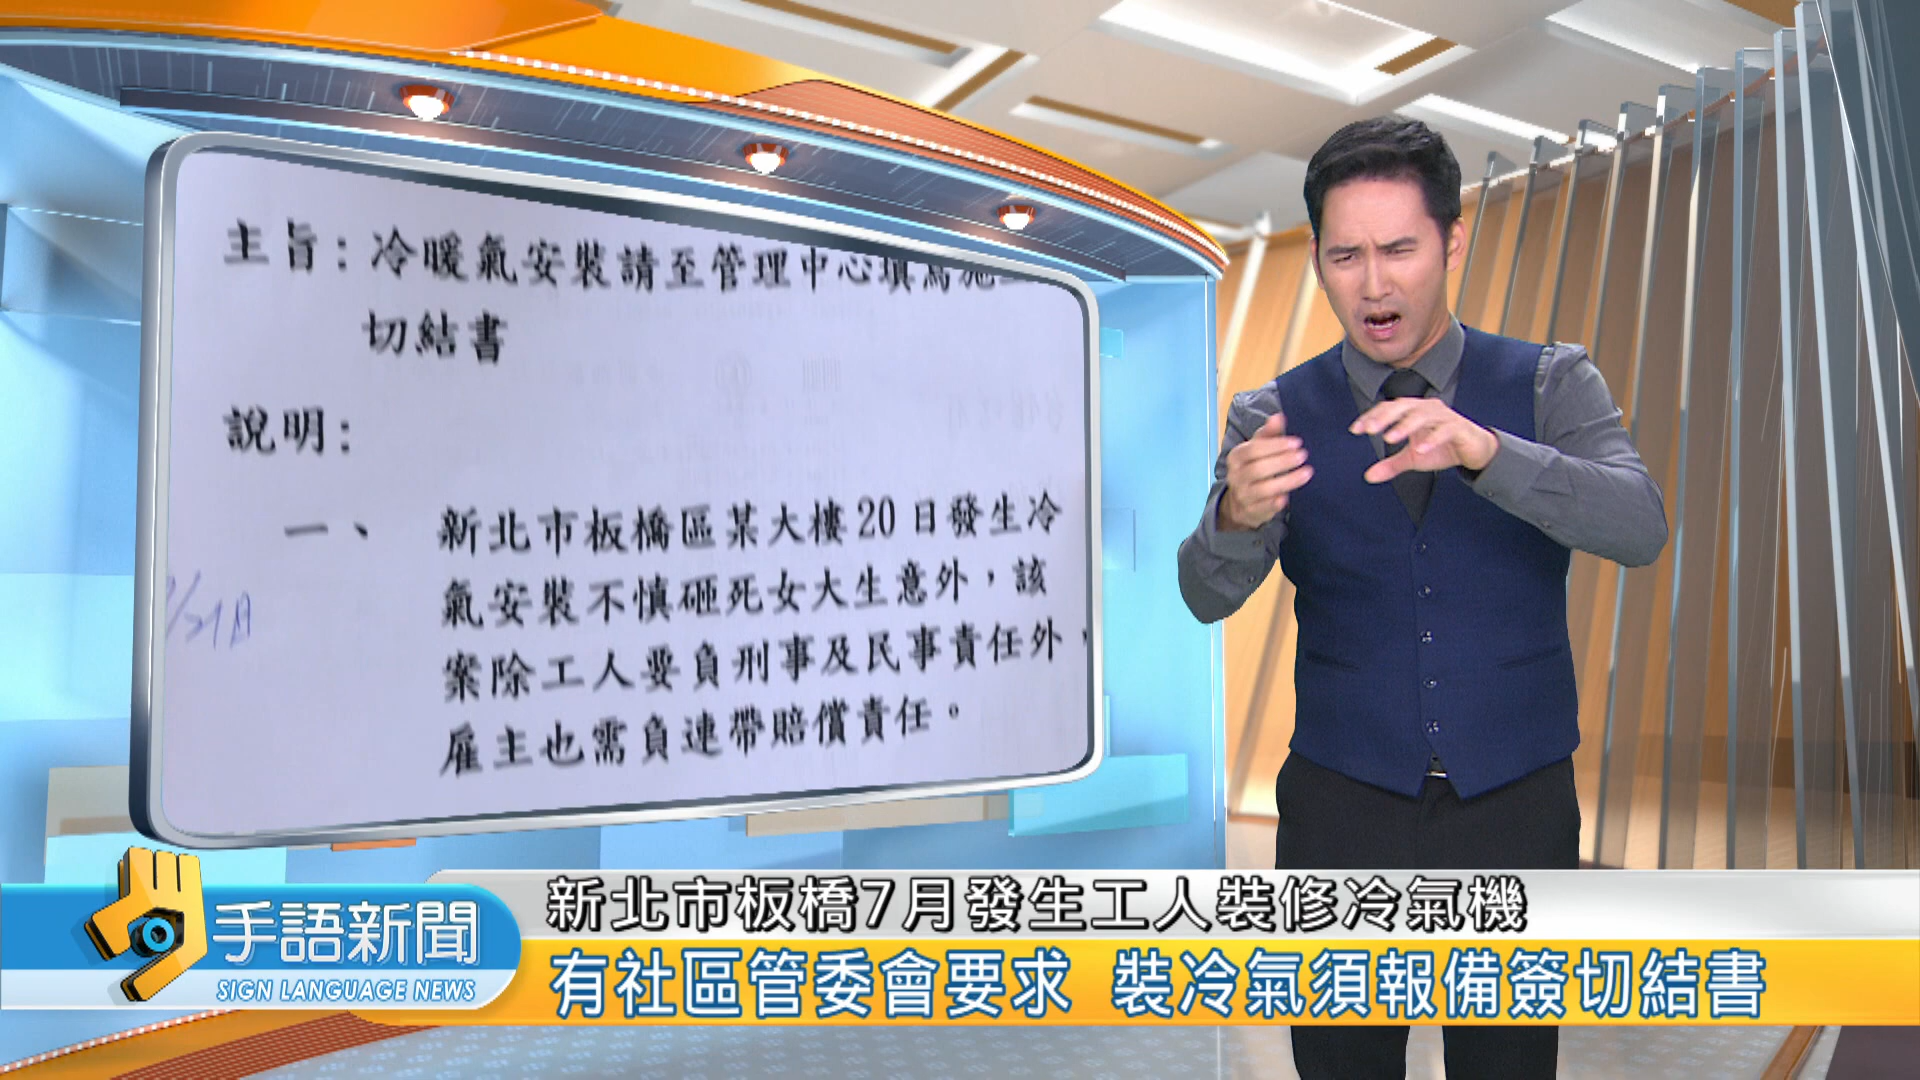 主旨：冷暖氣安裝請至管理中心填寫施工
切結書
說明：
一、 新北市板橋區某大樓20日發生冷
氣安裝不慎砸死女大生意外，該
案除工人要負刑事及民事責任外，
雇主也需負連帶賠償責任。
手語新聞
SIGN LANGUAGE NEWS
新北市板橋7月發生工人裝修冷氣機
有社區管委會要求 裝冷氣須報備簽切結書